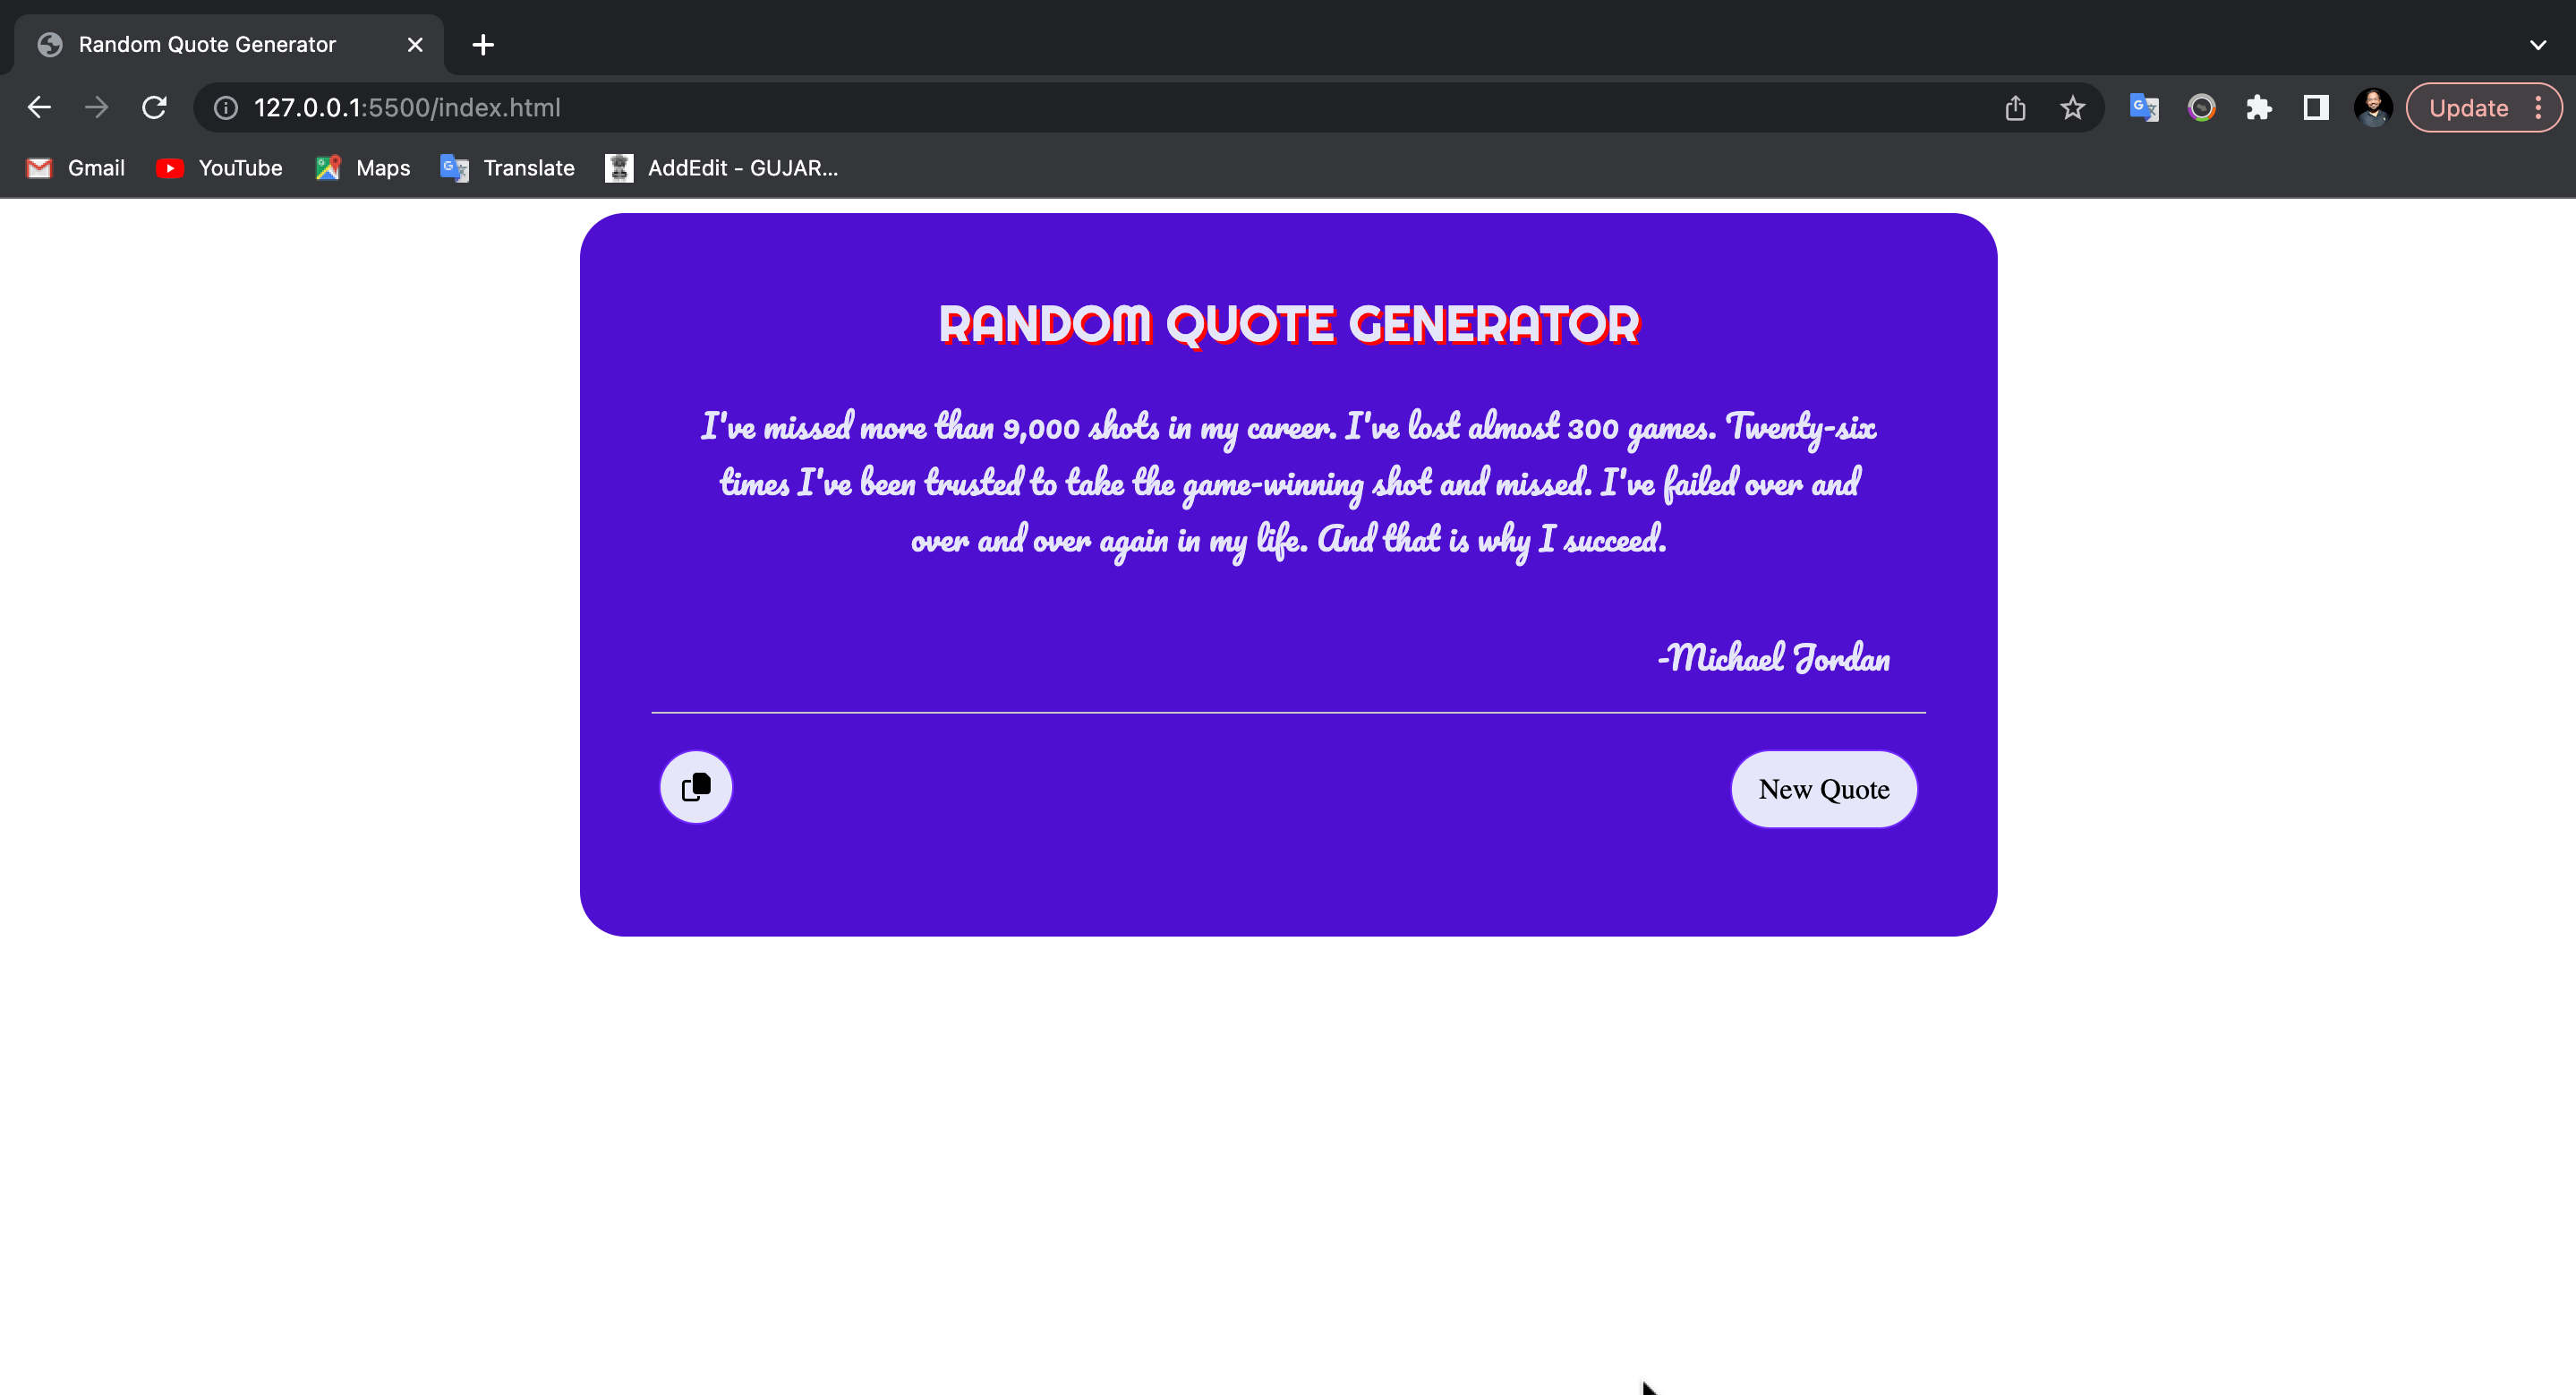 Random Quote Generator
127.0.0.1:5500/index.html
Update
Gmail YouTube Maps Translate AddEdit - GUJAR...
RANDOM QUOTE GENERATOR
I've missed more than 9,000 shots in my career. I've lost almost 300 games. Twenty-six
times I've been trusted to take the game-winning shot and missed. I've failed over and
over and over again in my life. And that is why I succeed.
-Michael Jordan
New Quote